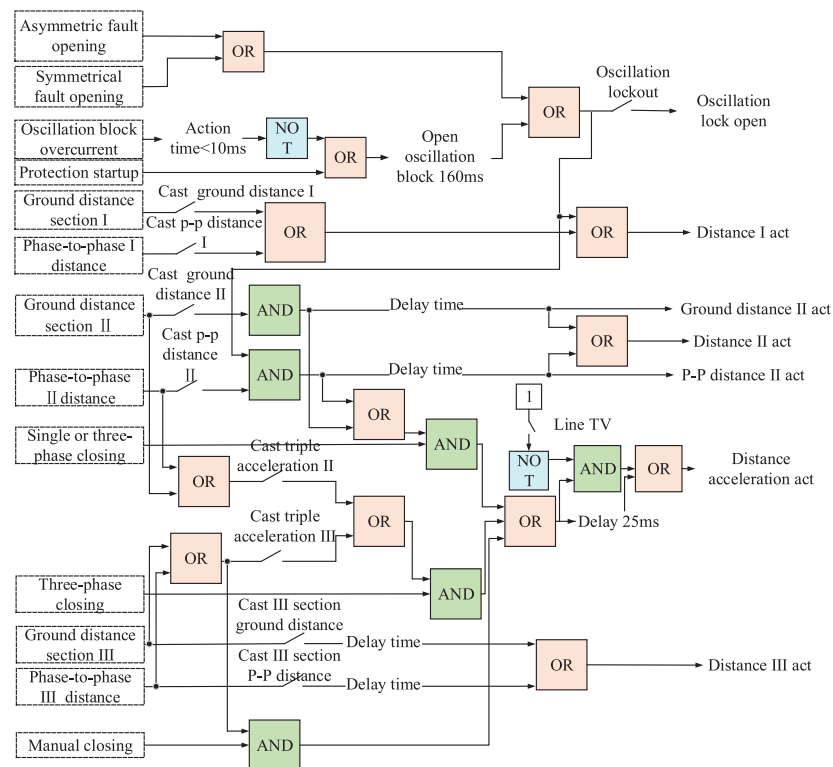 Asymmetric fault
opening
OR
Symmetrical
fault opening
Oscillation
lockout
OR
Oscillation
lock open
Oscillation block
overcurrent
Action
time<10ms
NO
T
OR
Open
oscillation
block 160ms
Protection startup
Ground distance
section I
Cast ground distance I
Cast p-p distance
I
OR
OR
Distance I act
Phase-to-phase I
distance
Cast ground
distance II
Ground distance
section II
AND
Delay time
Ground distance II act
Cast p-p
distance
II
OR
Distance II act
Phase-to-phase
II distance
AND
Delay time
P-P distance II act
OR
1
Line TV
Single or three-
phase closing
AND
NO
T
AND
OR
Distance
acceleration act
Cast triple
acceleration II
OR
OR
OR
Delay 25ms
Cast triple
acceleration III
OR
Three-phase
closing
AND
Cast III section
ground distance
Ground distance
section III
Delay time
OR
Distance III act
Cast III section
P-P distance
Phase-to-phase
III distance
Delay time
Manual closing
AND